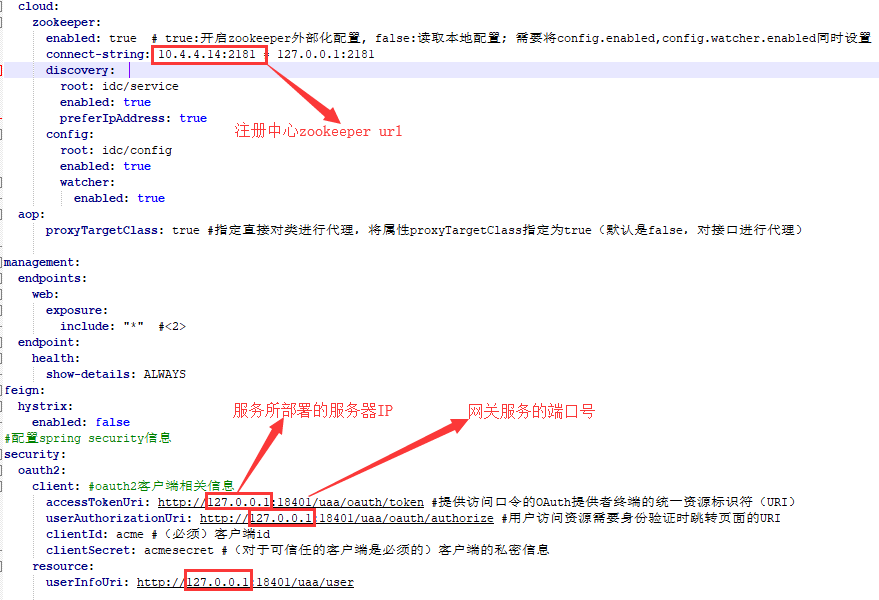 cloud:
zookeeper:
enabled: true # true:开启zookeeper外部化配置, false:读取本地配置; 需要将config.enabled,config.watcher.enabled同时设置
connect-string: 10.4.4.14:2181 # 127.0.0.1:2181
discovery:
root: idc/service
enabled: true
preferIpAddress: true
注册中心zookeeper url
config:
root: idc/config
enabled: true
watcher:
enabled: true
aop:
proxyTargetClass: true #指定直接对类进行代理，将属性proxyTargetClass指定为true（默认是false，对接口进行代理）
management:
endpoints:
web:
exposure:
include: "*" #<2>
endpoint:
health:
show-details: ALWAYS
feign:
hystrix:
服务所部署的服务器IP
网关服务的端口号
enabled: false
#配置spring security信息
security:
oauth2:
client: #oauth2客户端相关信息
accessTokenUri: http://127.0.0.1:18401/uaa/oauth/token #提供访问口令的OAuth提供者终端的统一资源标识符（URI）
userAuthorizationUri: http://127.0.0.1:18401/uaa/oauth/authorize #用户访问资源需要身份验证时跳转页面的URI
clientId: acme #（必须）客户端id
clientSecret: acmesecret #（对于可信任的客户端是必须的）客户端的私密信息
resource:
userInfoUri: http://127.0.0.1:18401/uaa/user